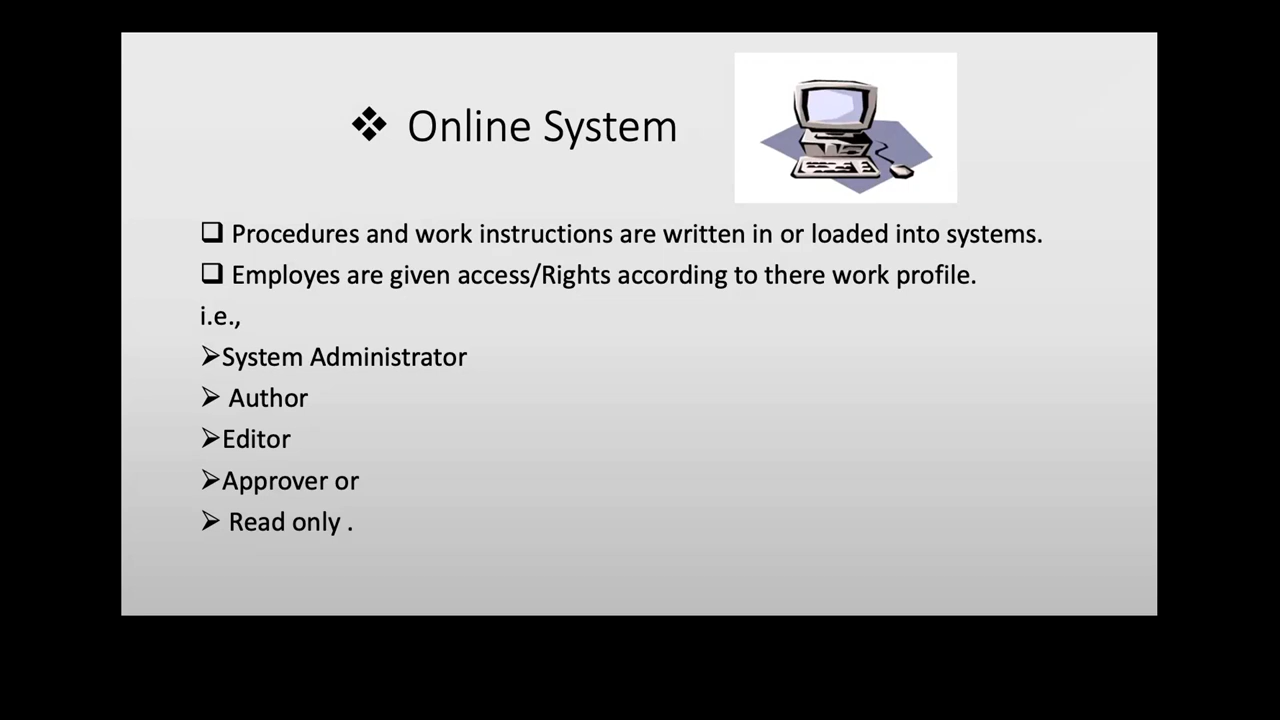 ❖ Online System
❑ Procedures and work instructions are written in or loaded into systems.
❑ Employes are given access/Rights according to there work profile.
i.e.,
➢System Administrator
➢ Author
➢Editor
➢Approver or
➢ Read only .